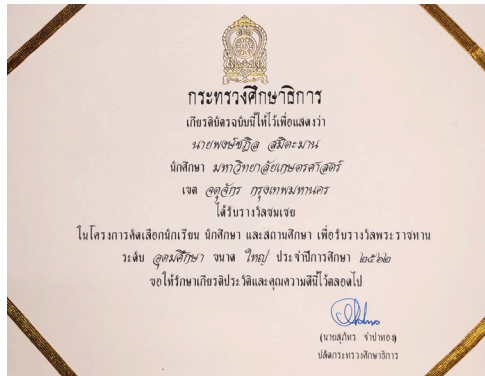 กระทรวงศึกษาธิการ
เกียรติบัตรฉบับนี้ให้ไว้เพื่อแสดงว่า
นายพงษ์ชฎิล สมิตะมาน
นักศึกษา มหาวิทยาลัยเกษตรศาสตร์
เขต จตุจักร กรุงเทพมหานคร
ได้รับรางวัลชมเชย
ในโครงการคัดเลือกนักเรียน นักศึกษา และสถานศึกษา เพื่อรับรางวัลพระราชทาน
ระดับ อุดมศึกษา ขนาด ใหญ่ ประจำปีการศึกษา ๒๕๖๒
ขอให้รักษาเกียรติประวัติและคุณความดีนี้ไว้ตลอดไป
(นายสุภัทร จำปาทอง)
ปลัดกระทรวงศึกษาธิการ